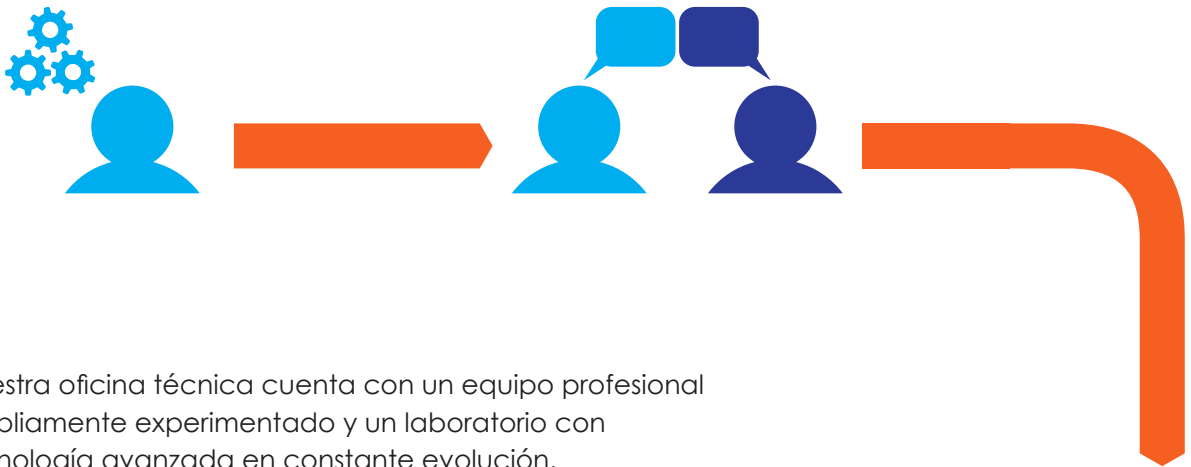 estra oficina técnica cuenta con un equipo profesional
pliamente experimentado y un laboratorio con
nología avanzada en constante evolución.